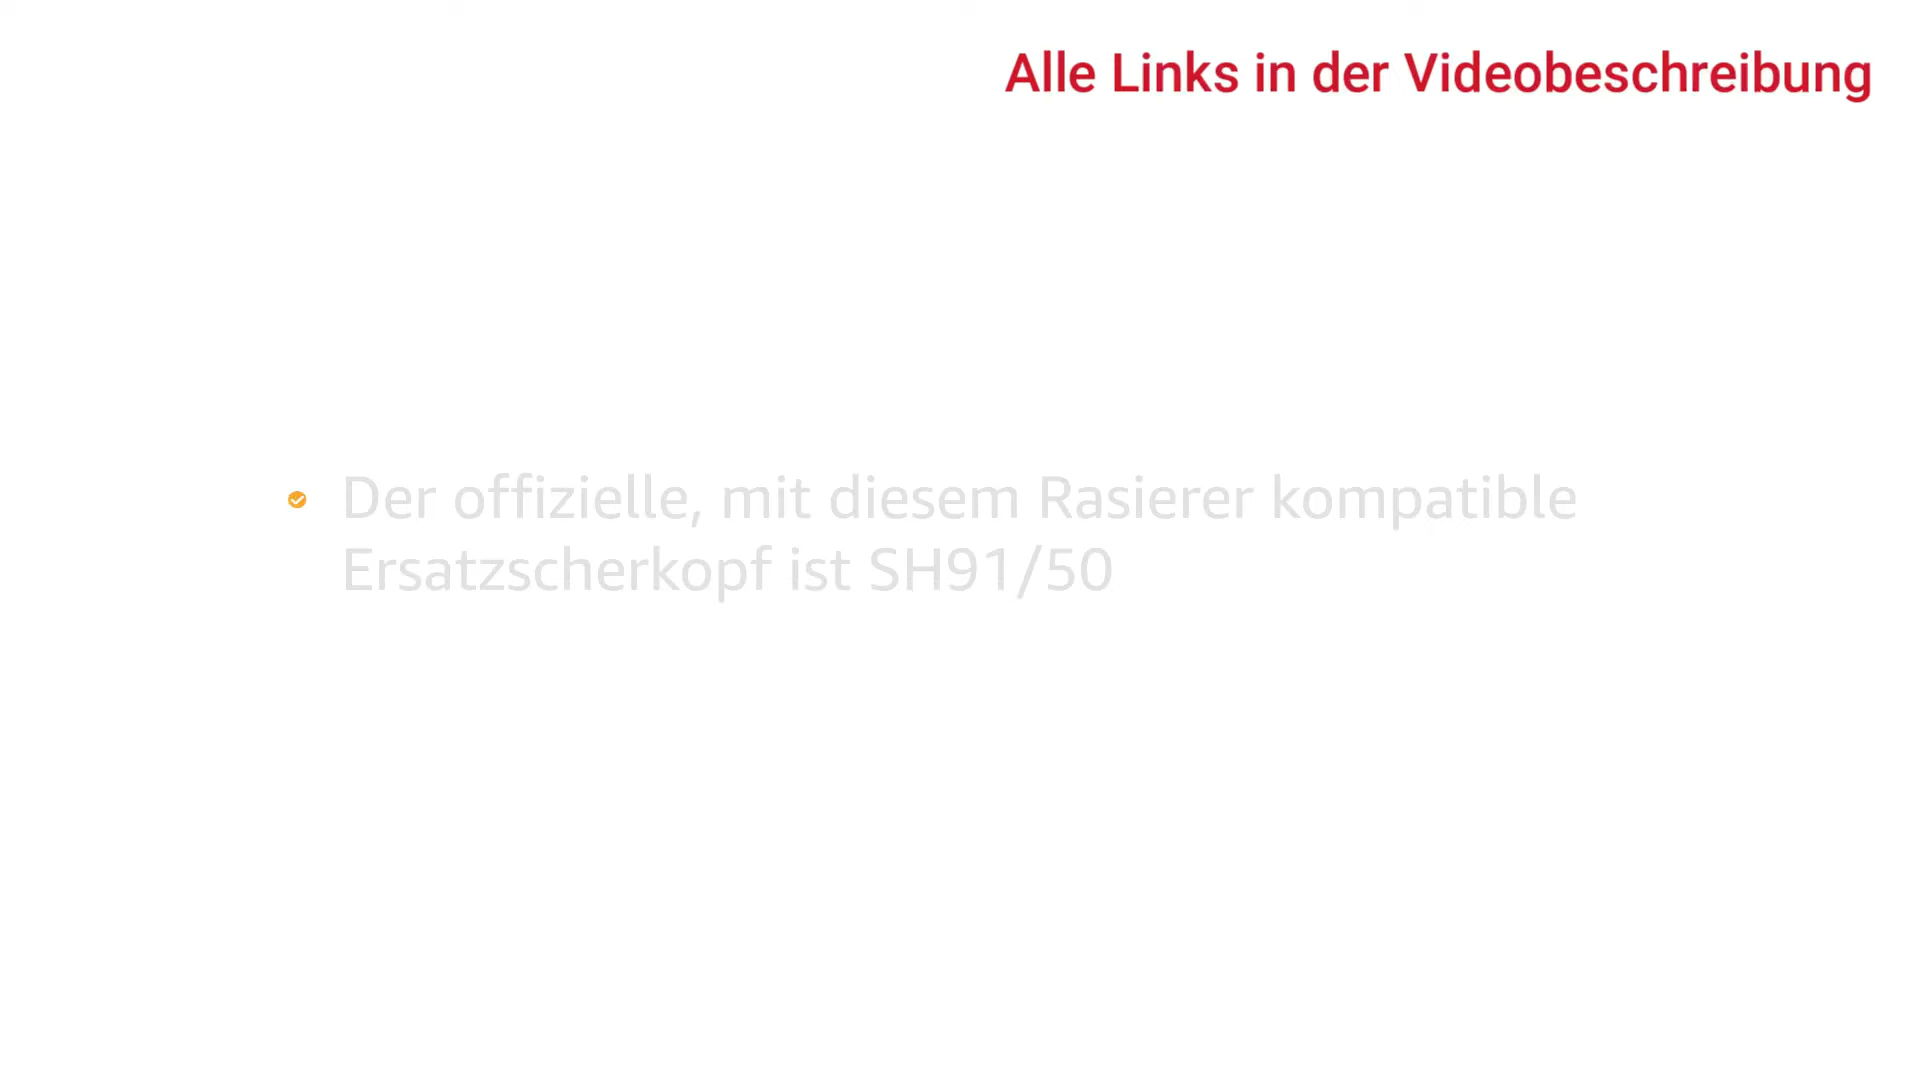 Alle Links in der Videobeschreibung
Der offizielle, mit diesem Rasierer kompatible
Ersatzscherkopf ist SH91/50